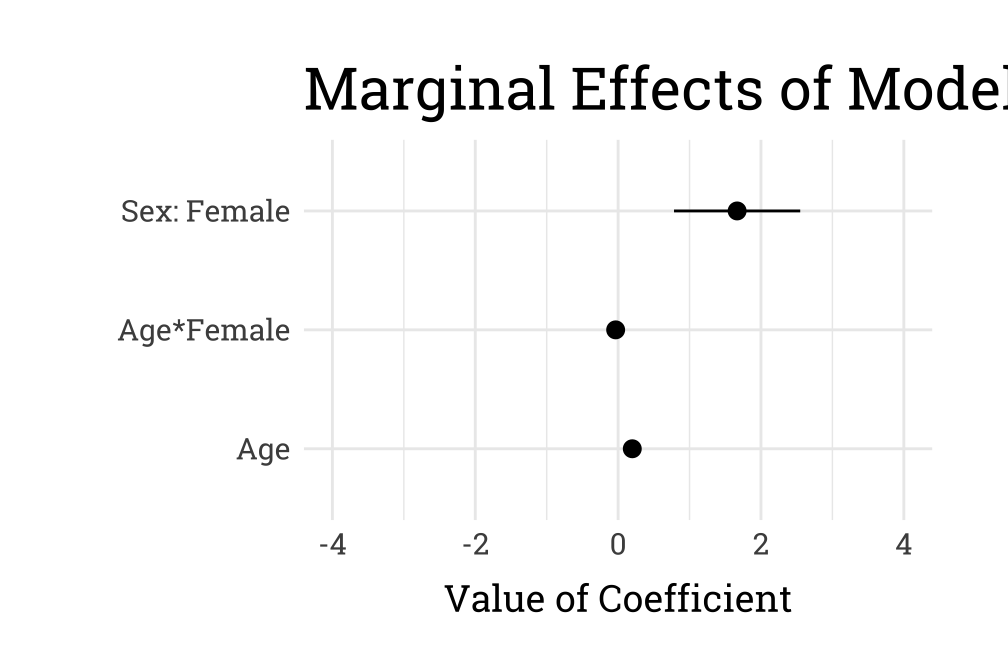 Marginal Effects of Model
Sex: Female
Age*Female
Age
-4 -2 0 2 4
Value of Coefficient